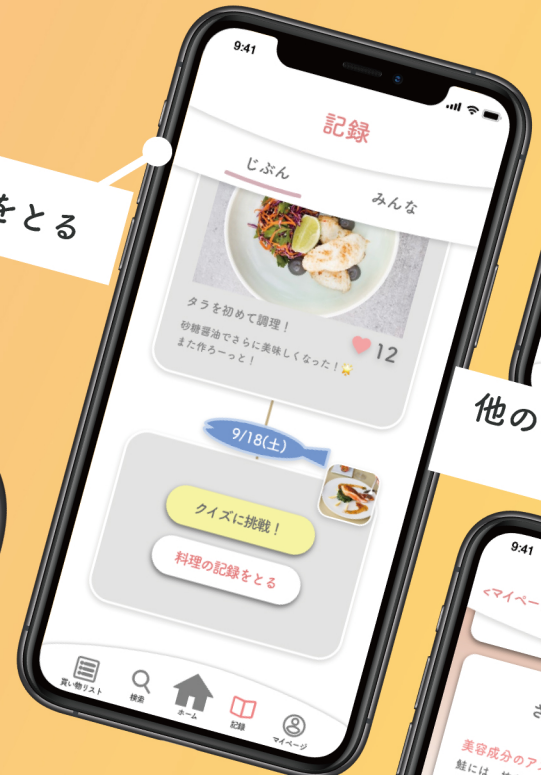 9:41
記録
じぶん
みんな
をとる
タラを初めて調理！
砂糖醤油でさらに美味しくなった！🌟
また作ろーっと！
12
他の
9/18(土)
クイズに挑戦！
料理の記録をとる
買い物リスト
検索
ホーム
記録
マイページ
9:41
<マイペー
さ
美容成分のア
鮭には